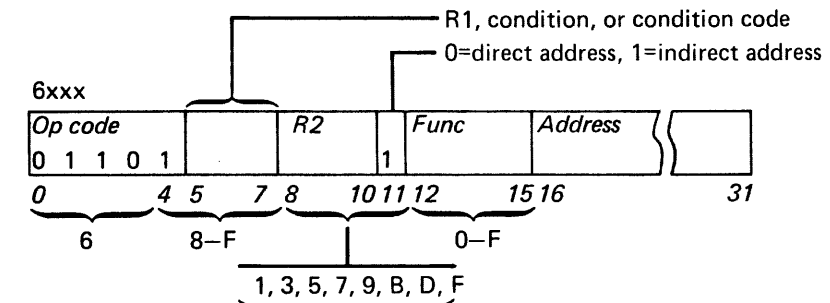 R1, condition, or condition code
0=direct address, 1=indirect address
6xxx
Op code R2 Func Address
0 1 1 0 1 1
0 4 5 7 8 10 11 12 15 16 31
6 8–F 0–F
1, 3, 5, 7, 9, B, D, F